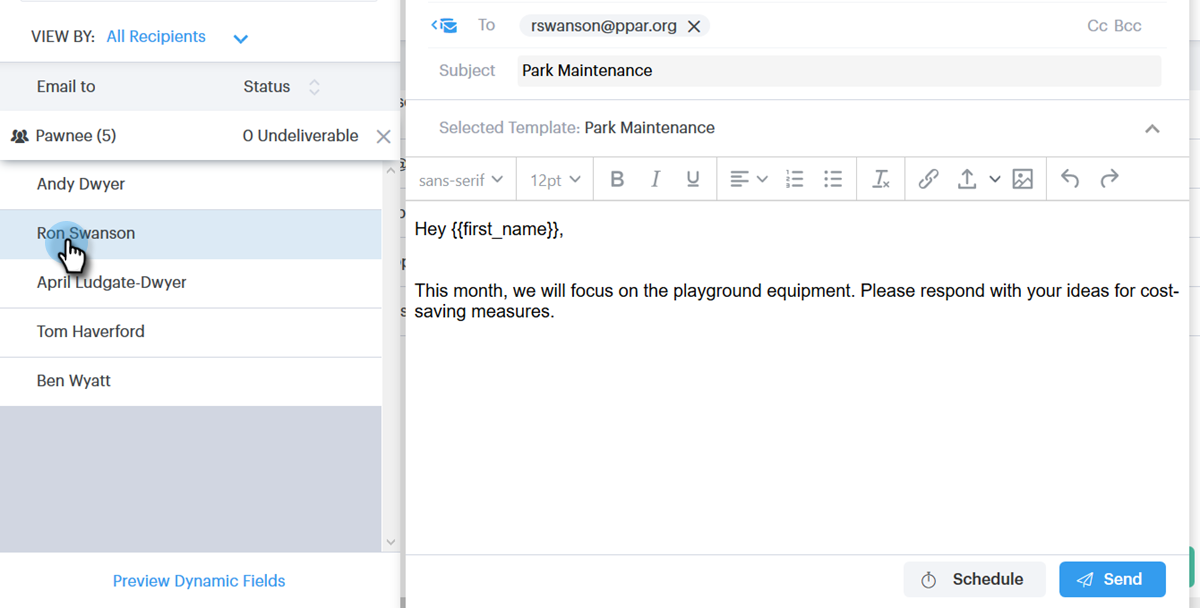 VIEW BY: All Recipients
Email to Status
Pawnee (5) 0 Undeliverable
Andy Dwyer
Ron Swanson
April Ludgate-Dwyer
Tom Haverford
Ben Wyatt
Preview Dynamic Fields
To rswanson@ppar.org Cc Bcc
Subject Park Maintenance
Selected Template: Park Maintenance
sans-serif 12pt B I U
Hey {{first_name}},
This month, we will focus on the playground equipment. Please respond with your ideas for cost-
saving measures.
Schedule Send